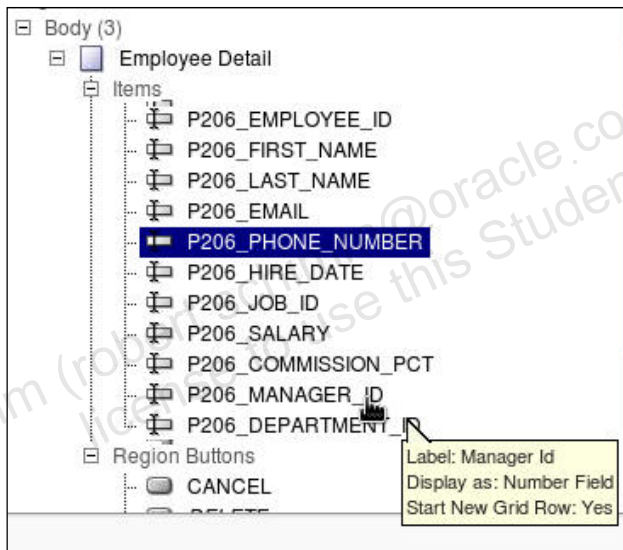 Body (3)
Employee Detail
Items
P206_EMPLOYEE_ID
P206_FIRST_NAME
P206_LAST_NAME
P206_EMAIL
P206_PHONE_NUMBER
P206_HIRE_DATE
P206_JOB_ID
P206_SALARY
P206_COMMISSION_PCT
P206_MANAGER_ID
P206_DEPARTMENT_ID
Region Buttons
Label: Manager Id
CANCEL
Display as: Number Field
Start New Grid Row: Yes